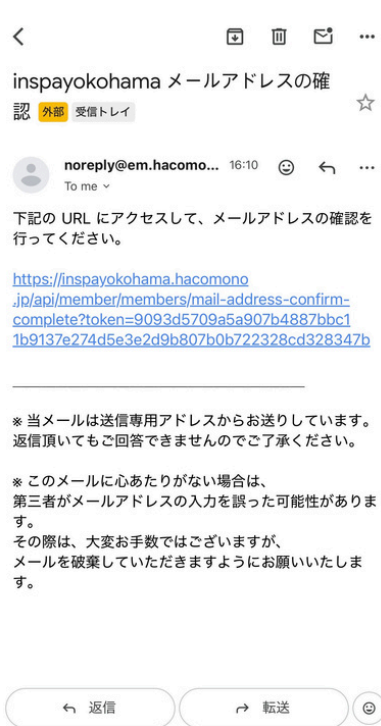 inspayokohama メールアドレスの確
認 外部 受信トレイ
noreply@em.hacomo... 16:10
To me
下記の URL にアクセスして、メールアドレスの確認を
行ってください。
https://inspayokohama.hacomono
.jp/api/member/members/mail-address-confirm-
complete?token=9093d5709a5a907b4887bbc1
1b9137e274d5e3e2d9b807b0b722328cd328347b
※ 当メールは送信専用アドレスからお送りしています。
返信頂いてもご回答できませんのでご了承ください。
※ このメールに心あたりがない場合は、
第三者がメールアドレスの入力を誤った可能性がありま
す。
その際は、大変お手数ではございますが、
メールを破棄していただきますようにお願いいたしま
す。
返信
転送